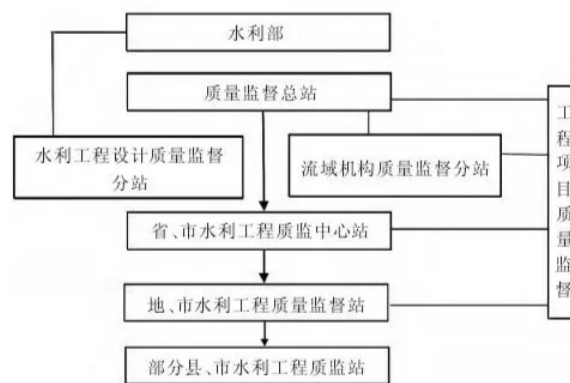 水利部
质量监督总站
水利工程设计质量监督
分站
流域机构质量监督分站
工
程
项
目
质
量
监
督
省、市水利工程质监中心站
地、市水利工程质量监督站
部分县、市水利工程质监站